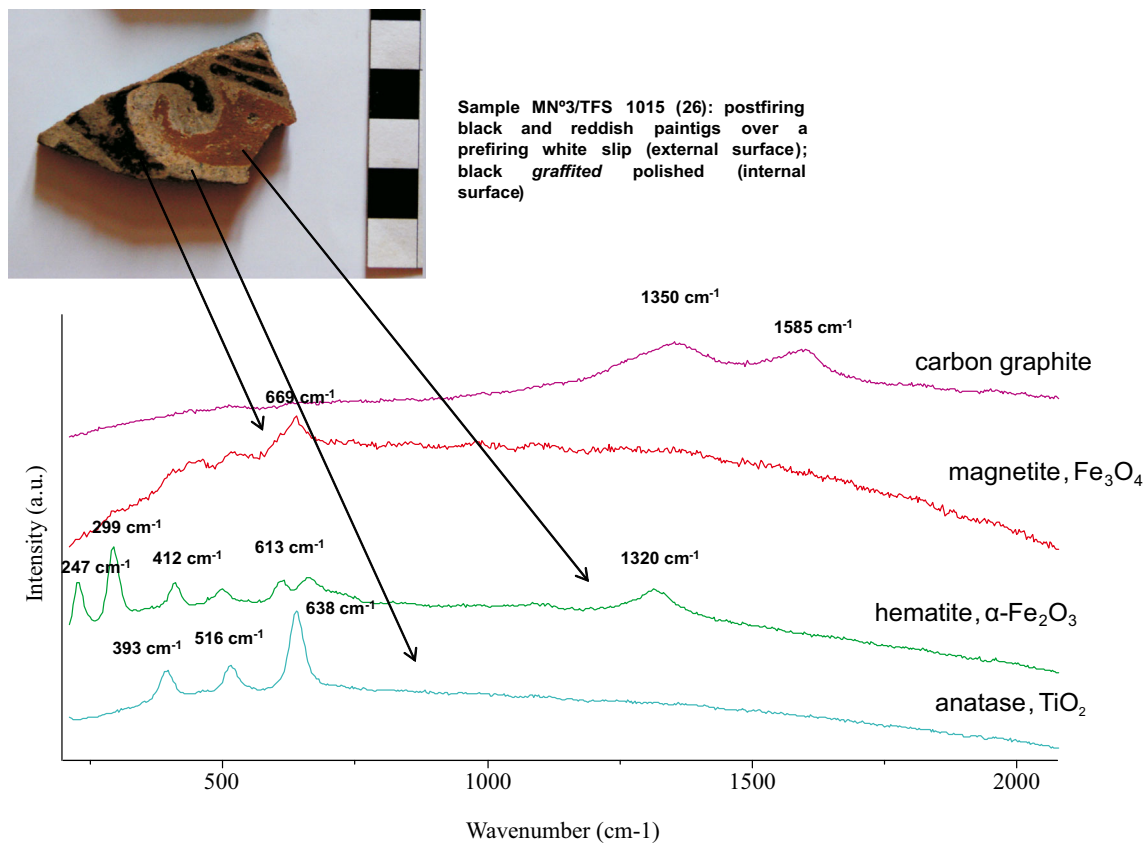 Sample MNº3/TFS 1015 (26): postfiring
black and reddish paintigs over a
prefiring white slip (external surface);
black graffited polished (internal
surface)
1350 cm-1
1585 cm-1
carbon graphite
669 cm-1
magnetite, Fe3O4
299 cm-1
247 cm-1
412 cm-1
613 cm-1
1320 cm-1
hematite, α-Fe2O3
638 cm-1
393 cm-1
516 cm-1
anatase, TiO2
Intensity (a.u.)
500
1000
1500
2000
Wavenumber (cm-1)